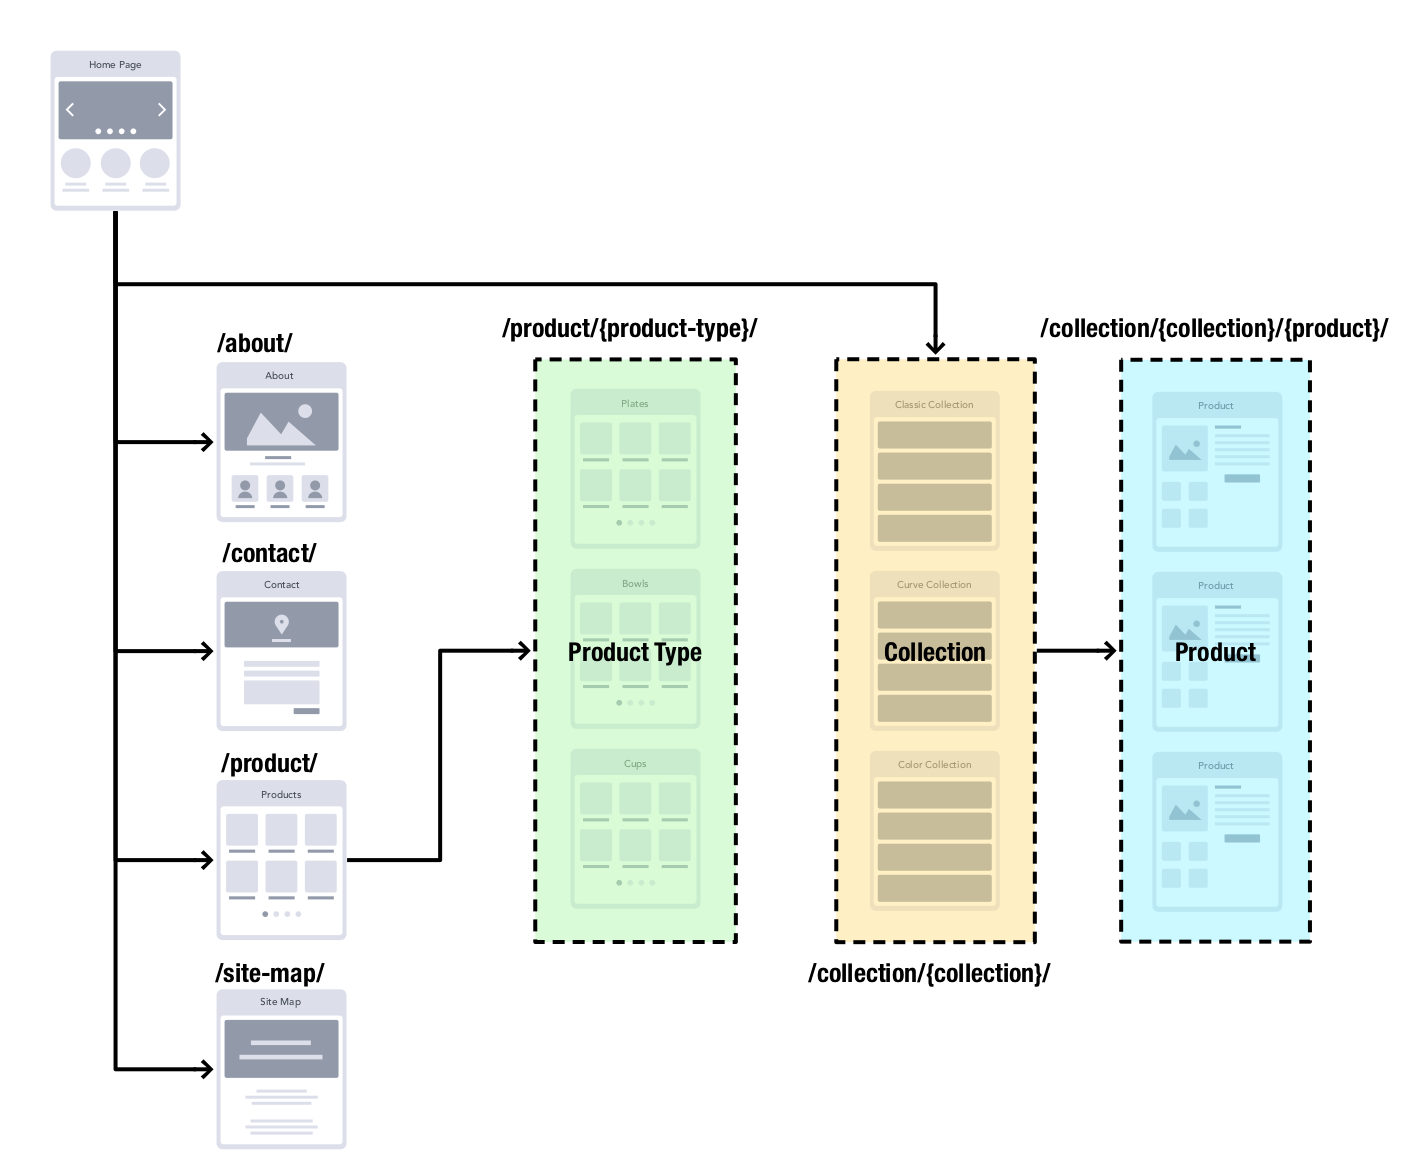 Home Page
/about/
About
/contact/
Contact
/product/
Products
/site-map/
Site Map
/product/{product-type}/
Plates
Bowls
Product Type
Cups
Classic Collection
Curve Collection
Collection
Color Collection
/collection/{collection}/
/collection/{collection}/{product}/
Product
Product
Product
Product